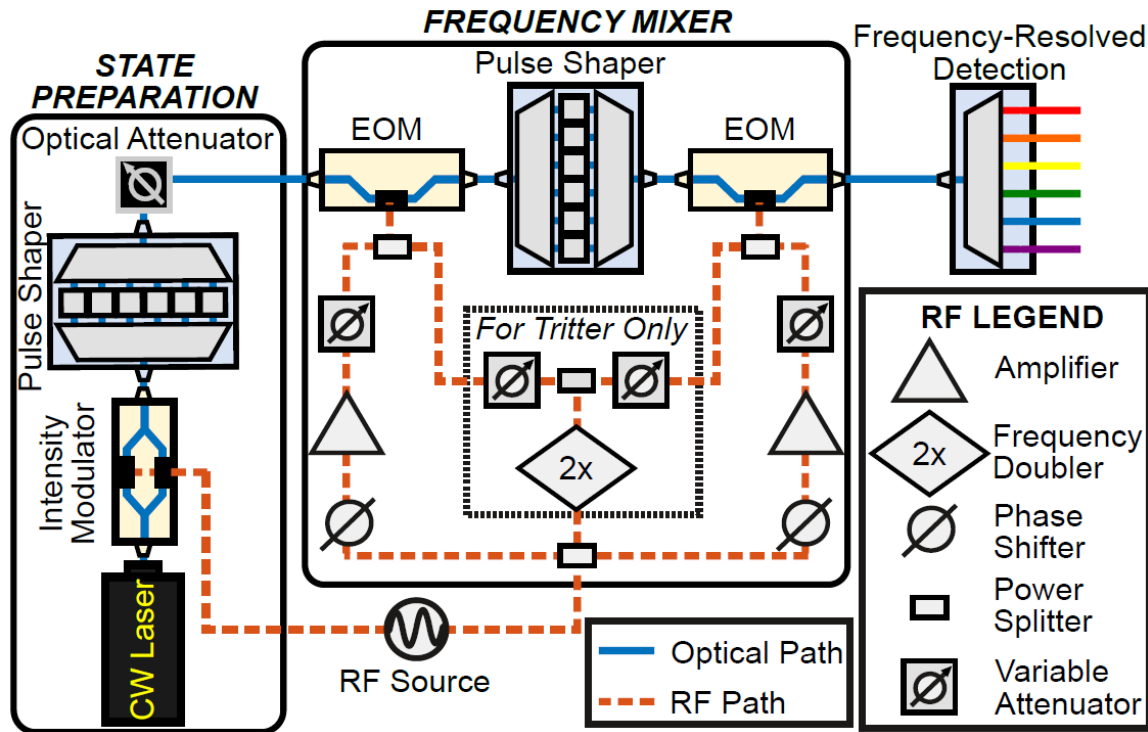 STATE
PREPARATION
Optical Attenuator
Pulse Shaper
Intensity
Modulator
CW Laser
FREQUENCY MIXER
Pulse Shaper
EOM
EOM
For Tritter Only
2x
RF Source
Frequency-Resolved
Detection
Optical Path
RF Path
RF LEGEND
Amplifier
2x
Frequency
Doubler
Phase
Shifter
Power
Splitter
Variable
Attenuator